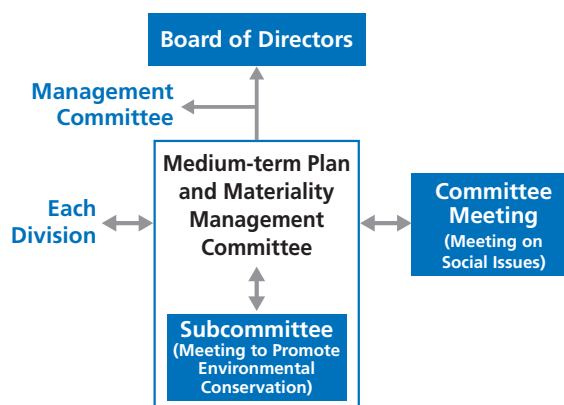 Board of Directors
Management
Committee
Medium-term Plan
and Materiality
Management
Committee
Each
Division
Committee
Meeting
(Meeting on
Social Issues)
Subcommittee
(Meeting to Promote
Environmental
Conservation)